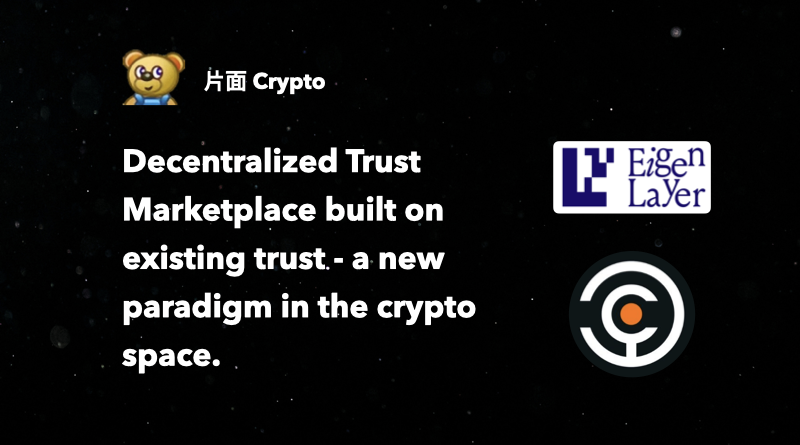 片面 Crypto
Decentralized Trust
Marketplace built on
existing trust - a new
paradigm in the crypto
space.
Eigen
Layer